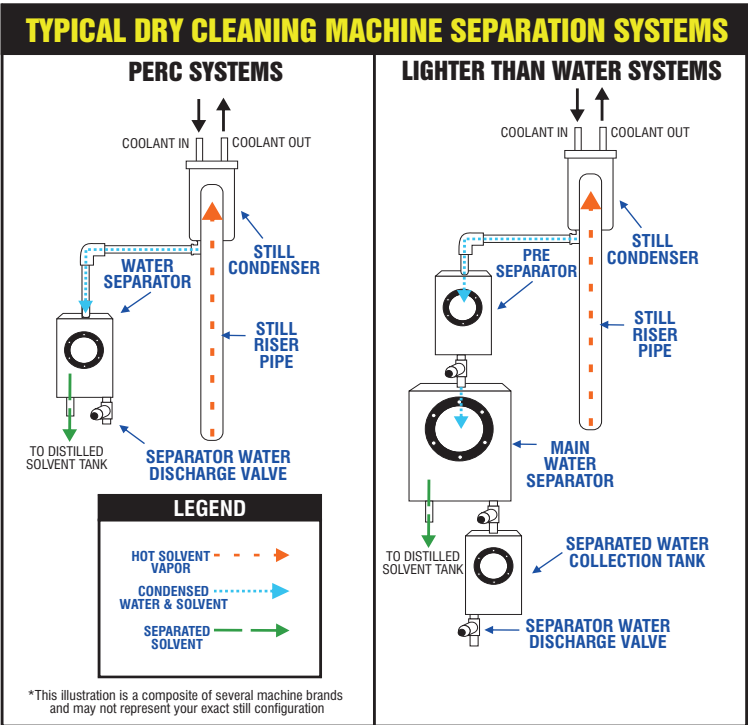 TYPICAL DRY CLEANING MACHINE SEPARATION SYSTEMS
PERC SYSTEMS
COOLANT IN
COOLANT OUT
WATER
SEPARATOR
STILL
CONDENSER
STILL
RISER
PIPE
TO DISTILLED
SOLVENT TANK
SEPARATOR WATER
DISCHARGE VALVE
LEGEND
HOT SOLVENT
VAPOR
CONDENSED
WATER & SOLVENT
SEPARATED
SOLVENT
*This illustration is a composite of several machine brands
and may not represent your exact still configuration
LIGHTER THAN WATER SYSTEMS
COOLANT IN
COOLANT OUT
PRE
SEPARATOR
STILL
CONDENSER
STILL
RISER
PIPE
MAIN
WATER
SEPARATOR
TO DISTILLED
SOLVENT TANK
SEPARATED WATER
COLLECTION TANK
SEPARATOR WATER
DISCHARGE VALVE